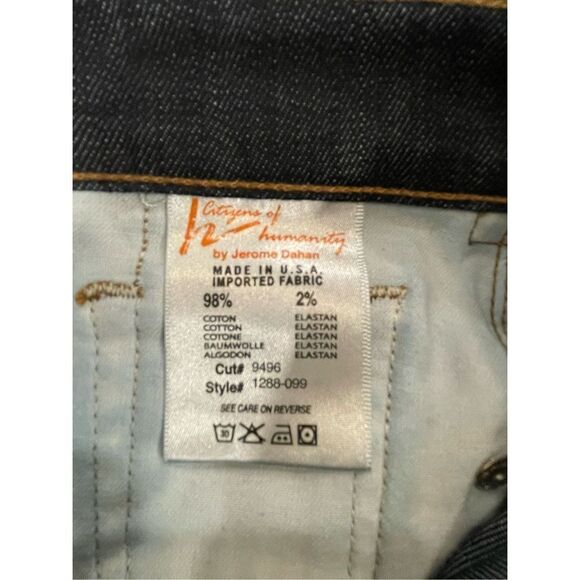 Citizens of
humanity
by Jerome Dahan
MADE IN U.S.A.
IMPORTED FABRIC
98% 2%
COTON ELASTAN
COTTON ELASTAN
COTONE ELASTAN
BAUMWOLLE ELASTAN
ALGODON ELASTAN
Cut# 9496
Style# 1288-099
SEE CARE ON REVERSE
30